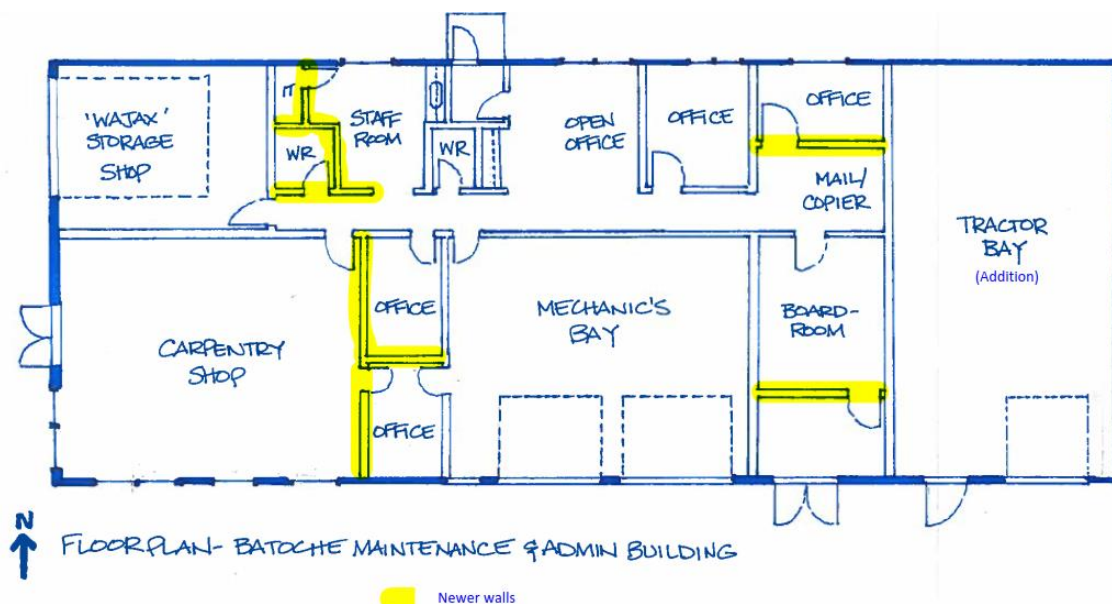 'WAJAX'
STORAGE
SHOP
IT
STAFF
ROOM
WR
WR
OPEN
OFFICE
OFFICE
OFFICE
MAIL/
COPIER
TRACTOR
BAY
(Addition)
OFFICE
MECHANIC'S
BAY
BOARD-
ROOM
CARPENTRY
SHOP
OFFICE
N
FLOORPLAN- BATOCHE MAINTENANCE & ADMIN BUILDING
Newer walls